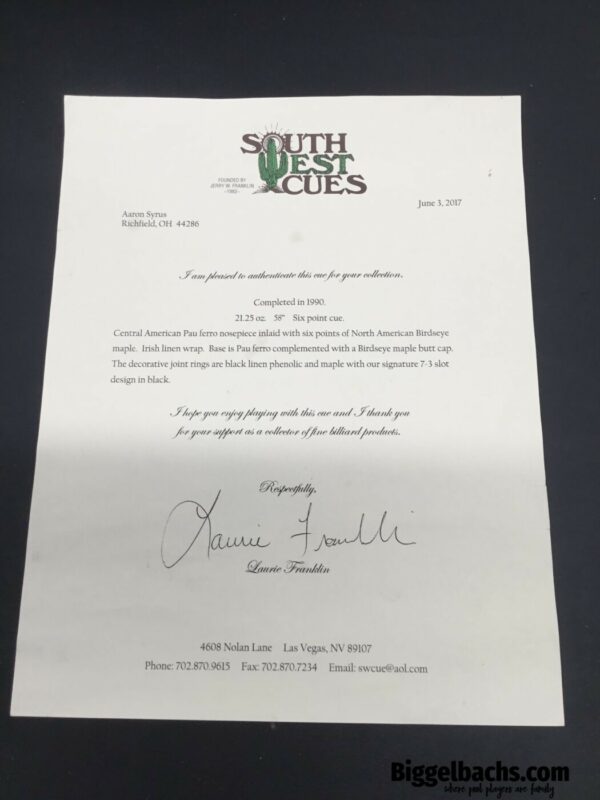 SOUTH
WEST
CUES
FOUNDED BY
JERRY W. FRANKLIN
June 3, 2017
Aaron Syrus
Richfield, OH 44286
I am pleased to authenticate this cue for your collection.
Completed in 1990.
21.25 oz. 58" Six point cue.
Central American Pau ferro nosepiece inlaid with six points of North American Birdseye
maple. Irish linen wrap. Base is Pau ferro complemented with a Birdseye maple butt cap.
The decorative joint rings are black linen phenolic and maple with our signature 7-3 slot
design in black.
I hope you enjoy playing with this cue and I thank you
for your support as a collector of fine billiard products.
Respectfully,
Laurie Franklin
Laurie Franklin
4608 Nolan Lane Las Vegas, NV 89107
Phone: 702.870.9615 Fax: 702.870.7234 Email: swcue@aol.com
Biggelbachs.com
where pool players are family